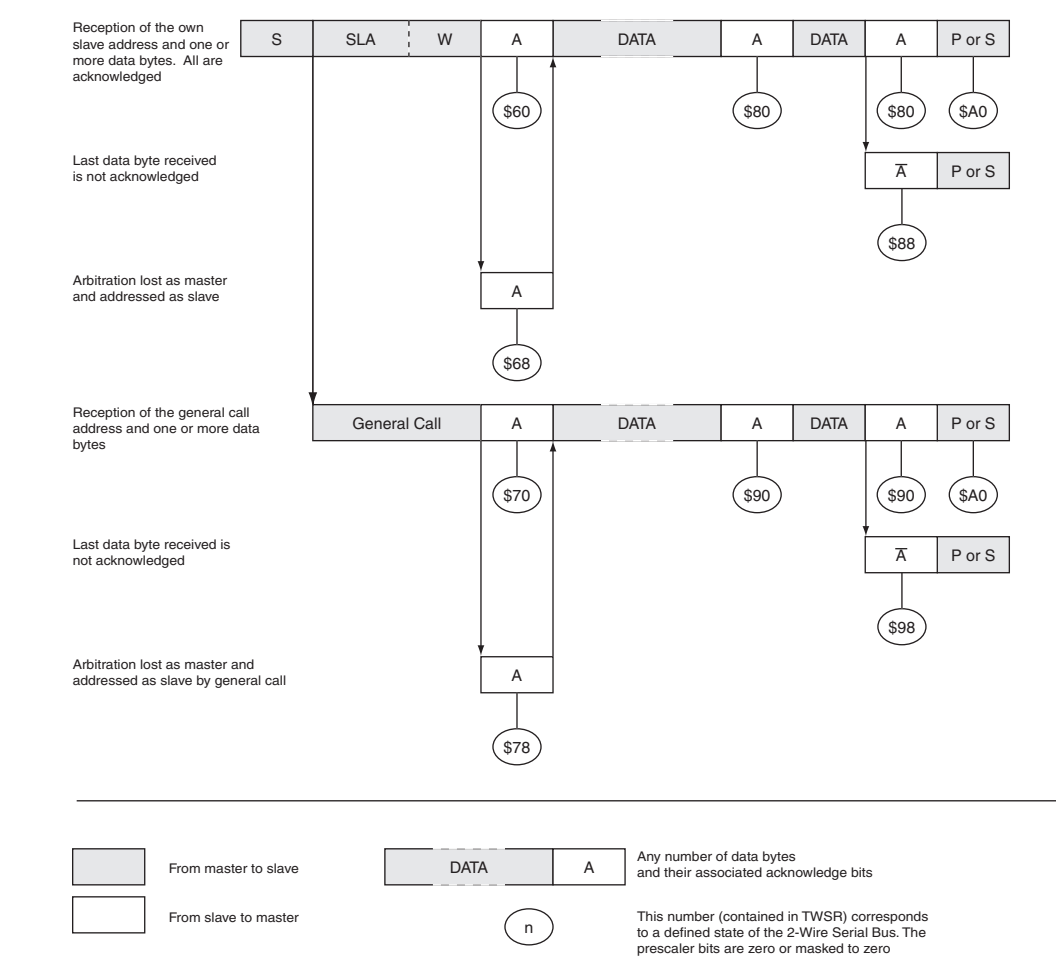 Reception of the own
slave address and one or
more data bytes. All are
acknowledged
S SLA W A DATA A DATA A P or S
$60 $80 $80 $A0
Last data byte received
is not acknowledged
A̅ P or S
$88
Arbitration lost as master
and addressed as slave
A
$68
Reception of the general call
address and one or more data
bytes
General Call A DATA A DATA A P or S
$70 $90 $90 $A0
Last data byte received is
not acknowledged
A̅ P or S
$98
Arbitration lost as master and
addressed as slave by general call
A
$78
From master to slave
DATA A
Any number of data bytes
and their associated acknowledge bits
From slave to master
n
This number (contained in TWSR) corresponds
to a defined state of the 2-Wire Serial Bus. The
prescaler bits are zero or masked to zero